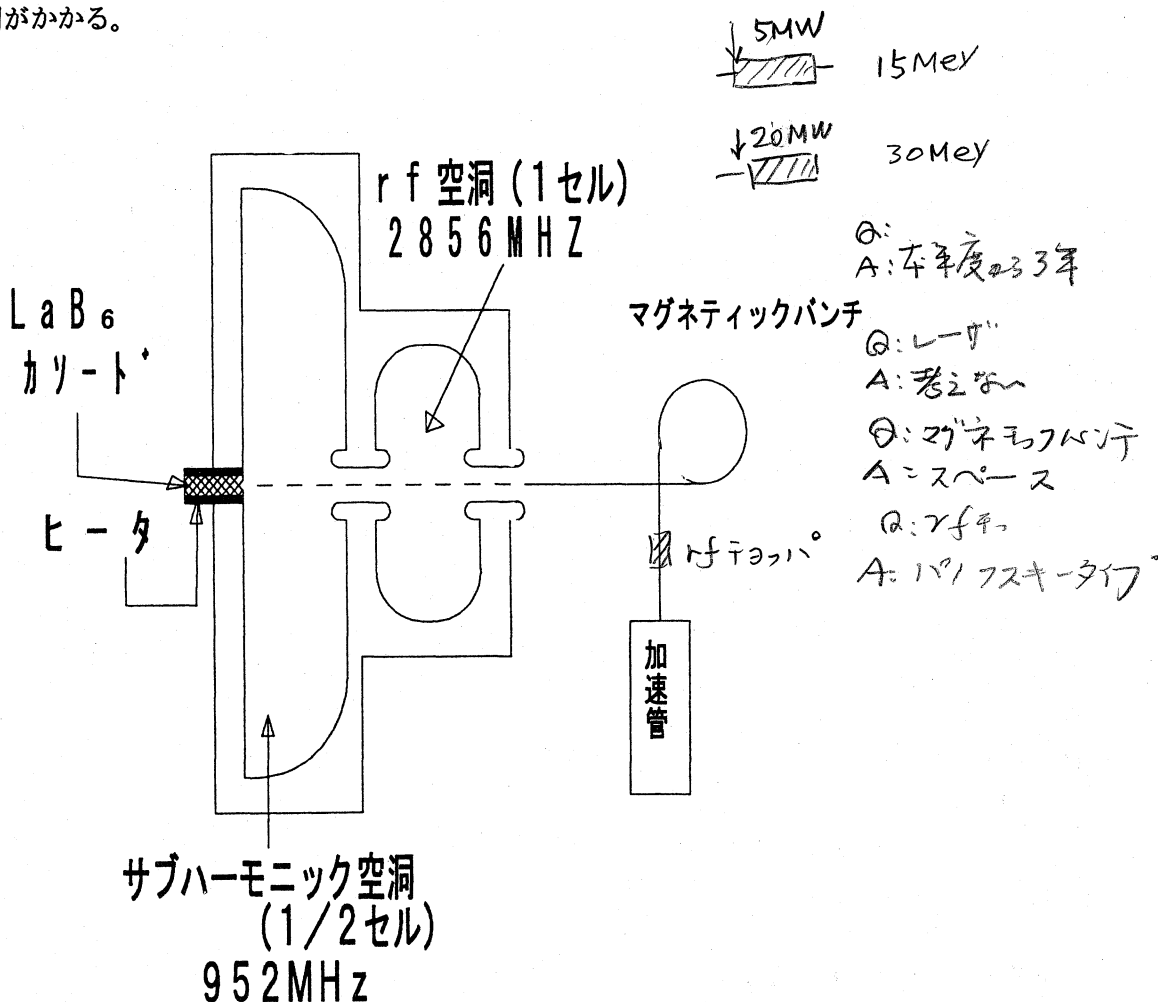 がかかる。
5MW
15MeV
20MW
30MeV
rf空洞(1セル)
2856MHZ
LaB6
カソード
ヒータ
マグネティックバンチ
rfチョッパ
加速管
サブハーモニック空洞
(1/2セル)
952MHz
Q:
A:本年度から3年
Q:レーザ
A:考えない
Q:マグネチックバンチ
A:スペース
Q:rfチョ
A:パノフスキータイプ